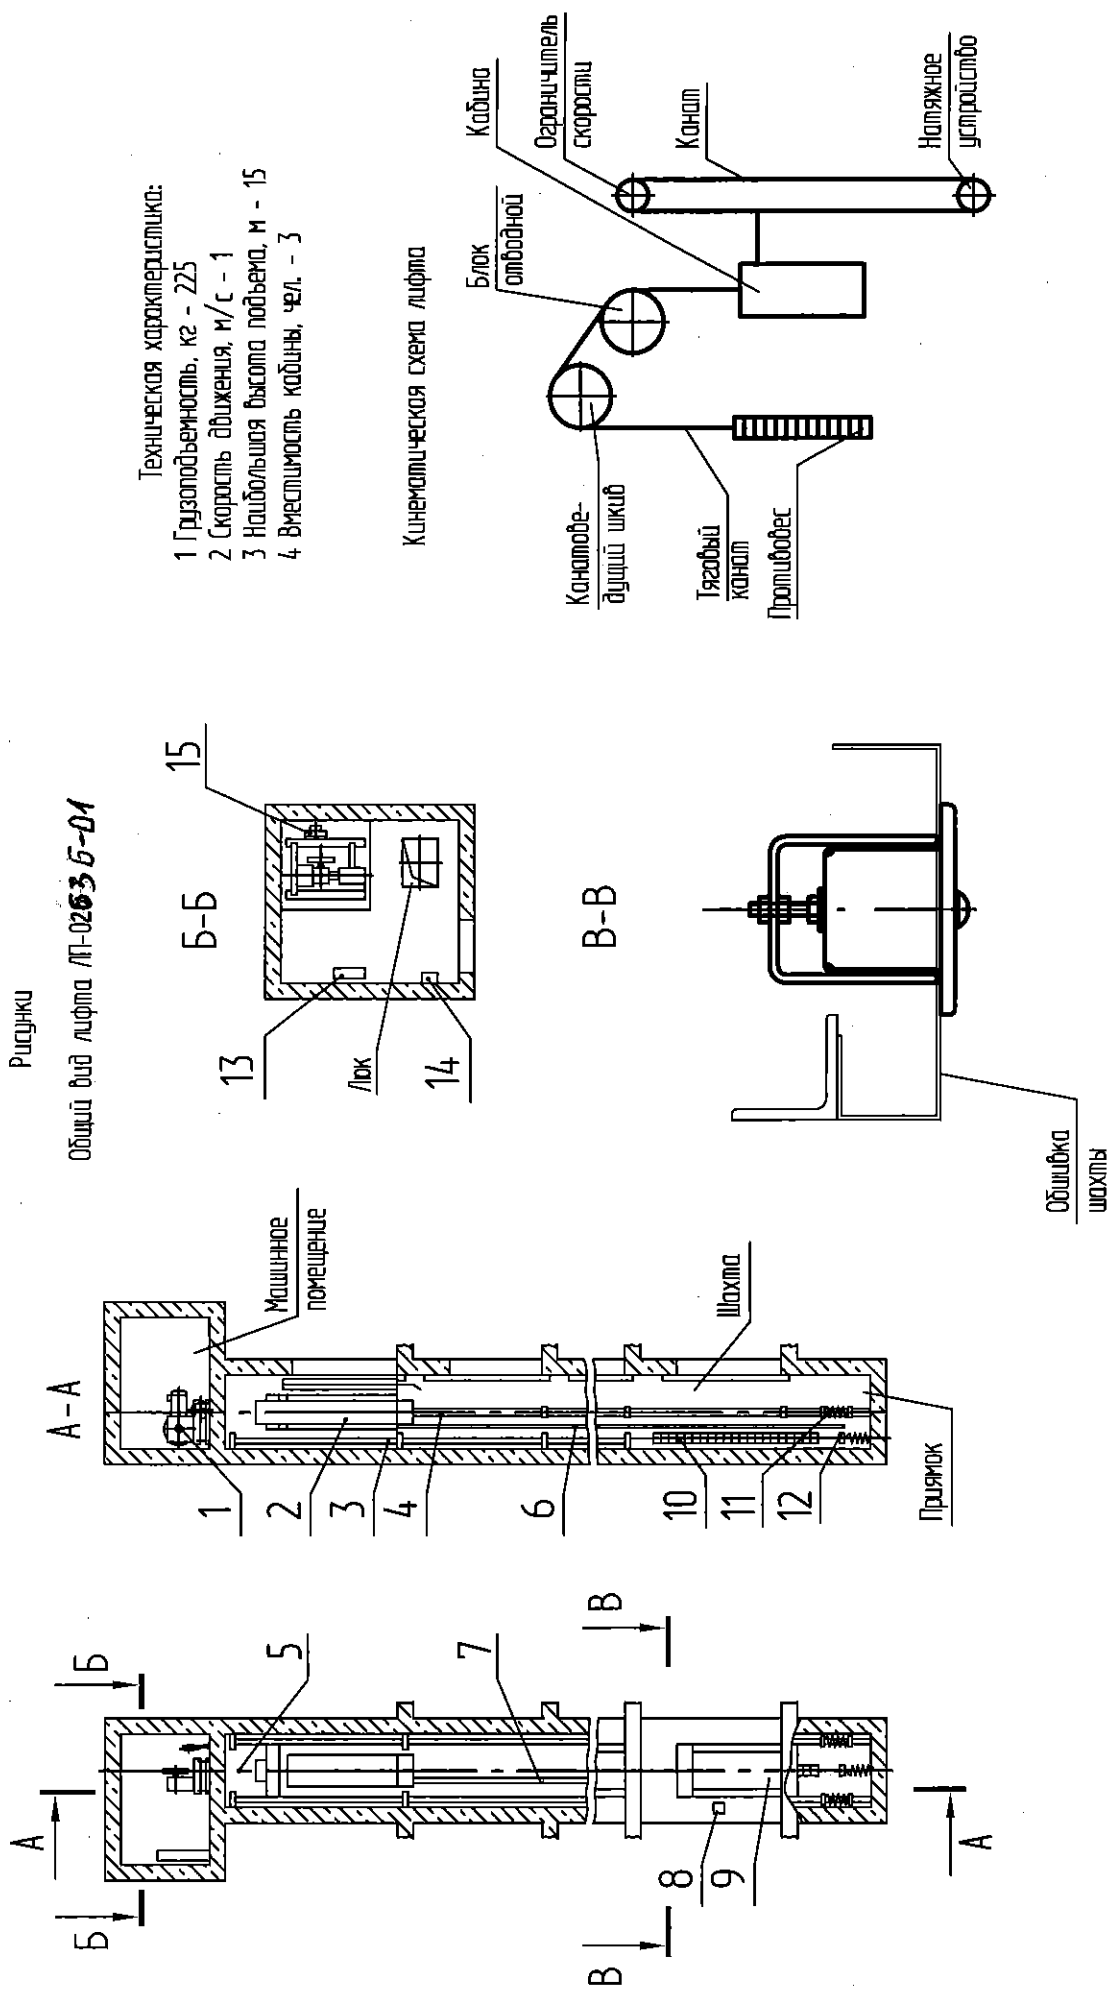 Рисунки
Общий вид лифта ЛП-0263Б-01
Техническая характеристика:
1 Грузоподъемность, кг - 225
2 Скорость движения, м/с - 1
3 Наибольшая высота подъема, м - 15
4 Вместимость кабины, чел. - 3
Б
Б
А
А
В
В
5
7
8
9
А-А
Машинное
помещение
Шахта
Приямок
1
2
3
4
6
10
11
12
Б-Б
13
Люк
14
15
В-В
Обшивка
шахты
Кинематическая схема лифта
Канатове-
дущий шкив
Тяговый
канат
Противовес
Блок
отводной
Кабина
Ограничитель
скорости
Канат
Натяжное
устройство